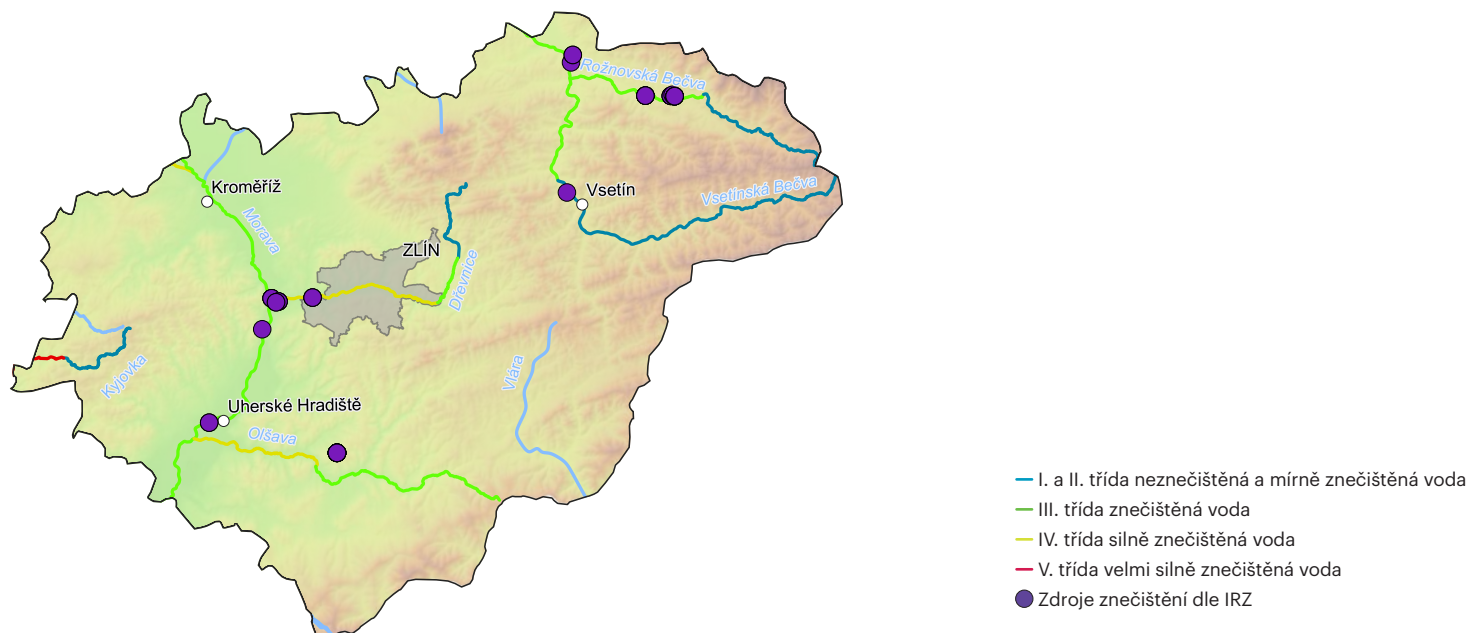 Rožnovská Bečva
Kroměříž
Vsetín
Vsetínská Bečva
Morava
ZLÍN
Dřevnice
Kyjovka
Vlára
Uherské Hradiště
Olšava
I. a II. třída neznečištěná a mírně znečištěná voda
III. třída znečištěná voda
IV. třída silně znečištěná voda
V. třída velmi silně znečištěná voda
Zdroje znečištění dle IRZ